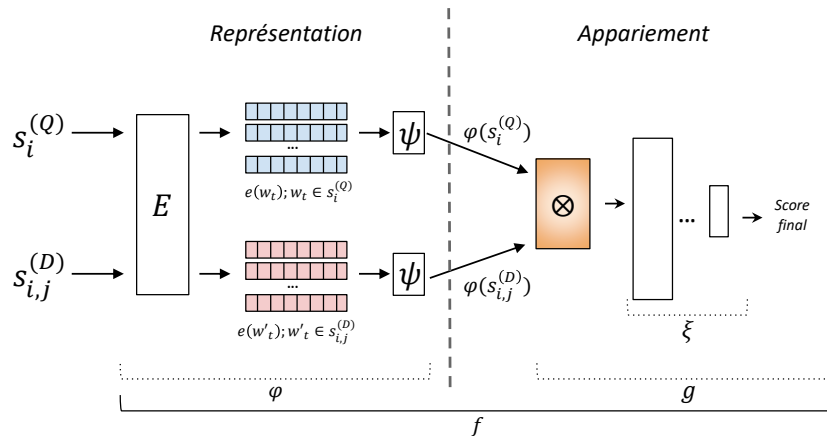 Représentation
Appariement
s_i^(Q)
E
...
e(w_t); w_t ∈ s_i^(Q)
ψ
φ(s_i^(Q))
s_{i,j}^(D)
...
e(w'_t); w'_t ∈ s_{i,j}^(D)
ψ
φ(s_{i,j}^(D))
⊗
...
Score
final
ξ
φ
g
f